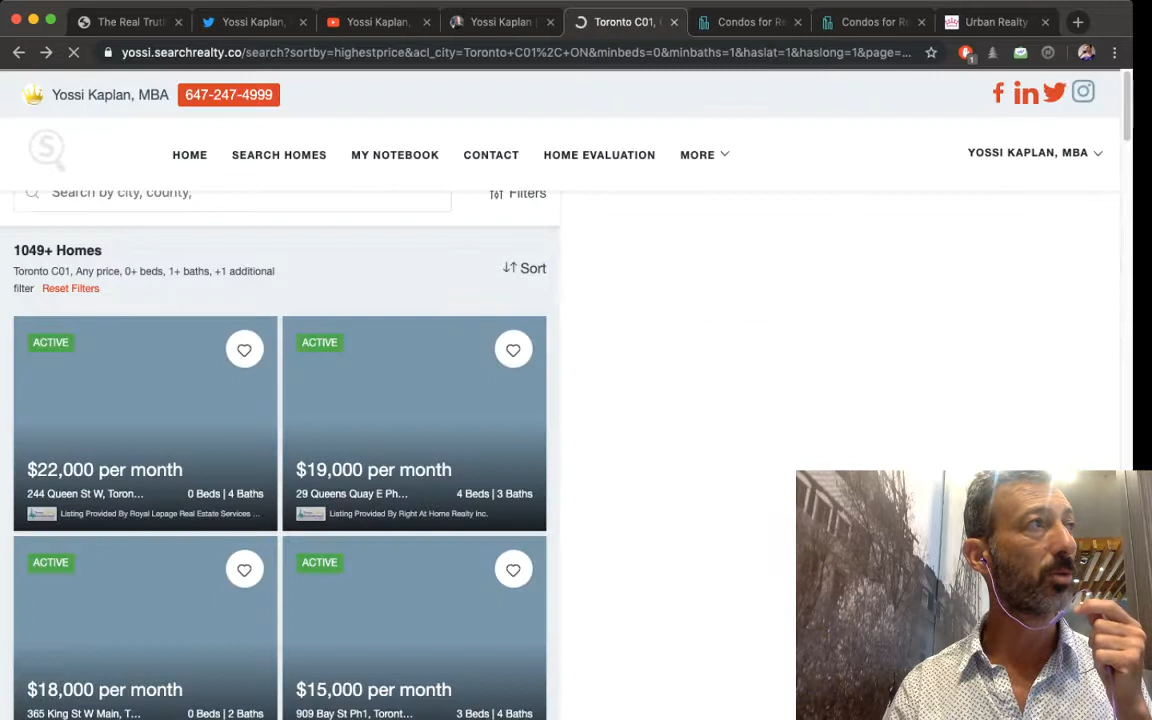 The Real Trut
Yossi Kaplan,
Yossi Kaplan,
Yossi Kaplan
Toronto C01,
Condos for Re
Condos for Re
Urban Realty
yossi.searchrealty.co/search?sortby=highestprice&acl_city=Toronto+C01%2C+ON&minbeds=0&minbaths=1&haslat=1&haslong=1&page=...
1
Yossi Kaplan, MBA 647-247-4999
S
HOME SEARCH HOMES MY NOTEBOOK CONTACT HOME EVALUATION MORE YOSSI KAPLAN, MBA
Search by city, county, Filters
1049+ Homes
Toronto C01, Any price, 0+ beds, 1+ baths, +1 additional
filter Reset Filters
Sort
ACTIVE
$22,000 per month
244 Queen St W, Toron... 0 Beds | 4 Baths
Listing Provided By Royal Lepage Real Estate Services ...
ACTIVE
$19,000 per month
29 Queens Quay E Ph... 4 Beds | 3 Baths
Listing Provided By Right At Home Realty Inc.
ACTIVE
$18,000 per month
365 King St W Main, T... 0 Beds | 2 Baths
ACTIVE
$15,000 per month
909 Bay St Ph1, Toront... 3 Beds | 4 Baths